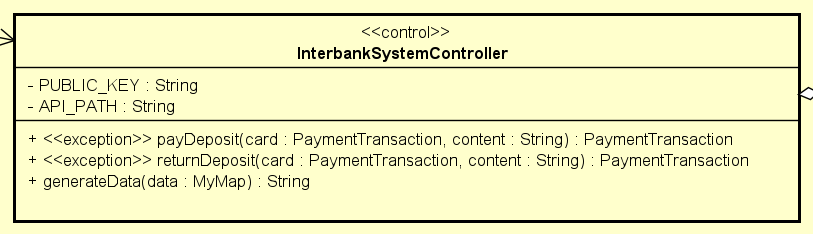 <<control>>
InterbankSystemController
- PUBLIC_KEY : String
- API_PATH : String
+ <<exception>> payDeposit(card : PaymentTransaction, content : String) : PaymentTransaction
+ <<exception>> returnDeposit(card : PaymentTransaction, content : String) : PaymentTransaction
+ generateData(data : MyMap) : String